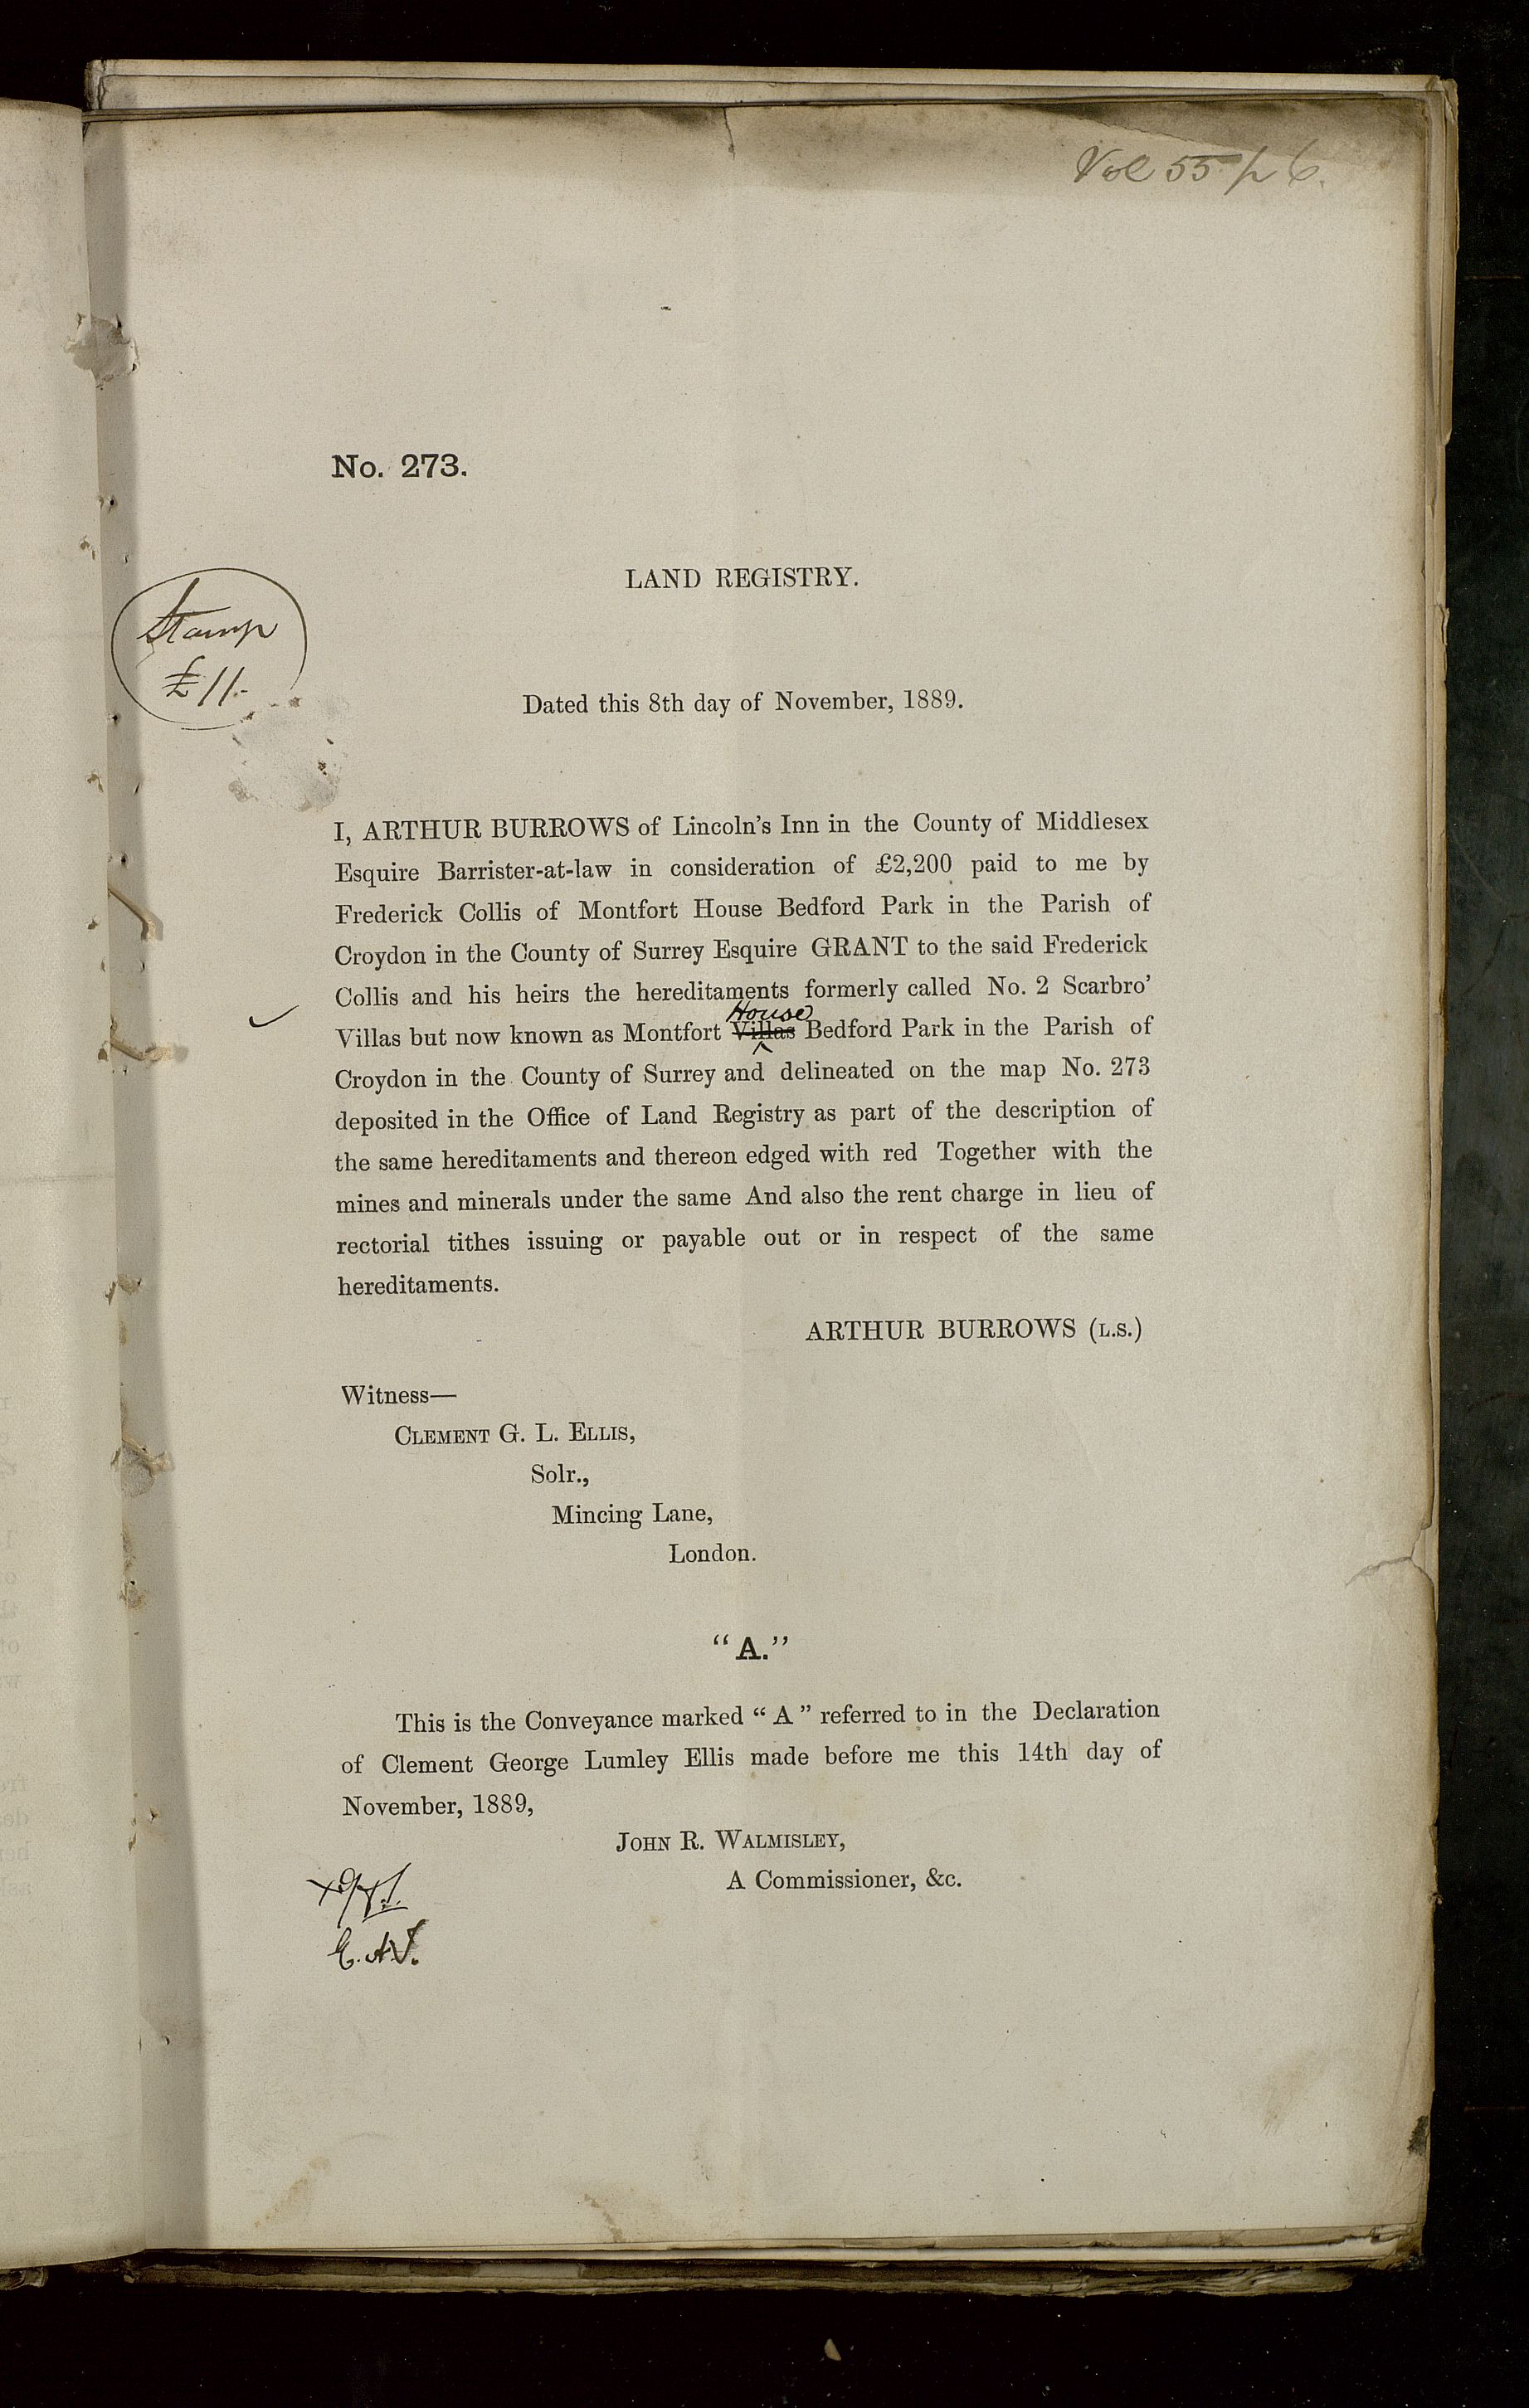 Vol 55 p 6.
No. 273.
LAND REGISTRY.
Stamp
£11.-
Dated this 8th day of November, 1889.
I, ARTHUR BURROWS of Lincoln's Inn in the County of Middlesex
Esquire Barrister-at-law in consideration of £2,200 paid to me by
Frederick Collis of Montfort House Bedford Park in the Parish of
Croydon in the County of Surrey Esquire GRANT to the said Frederick
Collis and his heirs the hereditaments formerly called No. 2 Scarbro'
House
Villas but now known as Montfort Villas Bedford Park in the Parish of
Croydon in the County of Surrey and delineated on the map No. 273
deposited in the Office of Land Registry as part of the description of
the same hereditaments and thereon edged with red Together with the
mines and minerals under the same And also the rent charge in lieu of
rectorial tithes issuing or payable out or in respect of the same
hereditaments.
ARTHUR BURROWS (L.S.)
Witness—
CLEMENT G. L. ELLIS,
Solr.,
Mincing Lane,
London.
"A."
This is the Conveyance marked "A" referred to in the Declaration
of Clement George Lumley Ellis made before me this 14th day of
November, 1889,
JOHN R. WALMISLEY,
A Commissioner, &c.